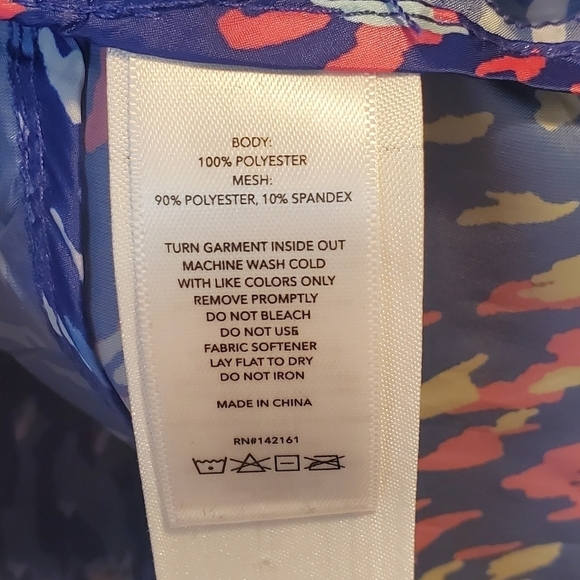 BODY:
100% POLYESTER
MESH:
90% POLYESTER, 10% SPANDEX
TURN GARMENT INSIDE OUT
MACHINE WASH COLD
WITH LIKE COLORS ONLY
REMOVE PROMPTLY
DO NOT BLEACH
DO NOT USE
FABRIC SOFTENER
LAY FLAT TO DRY
DO NOT IRON
MADE IN CHINA
RN#142161